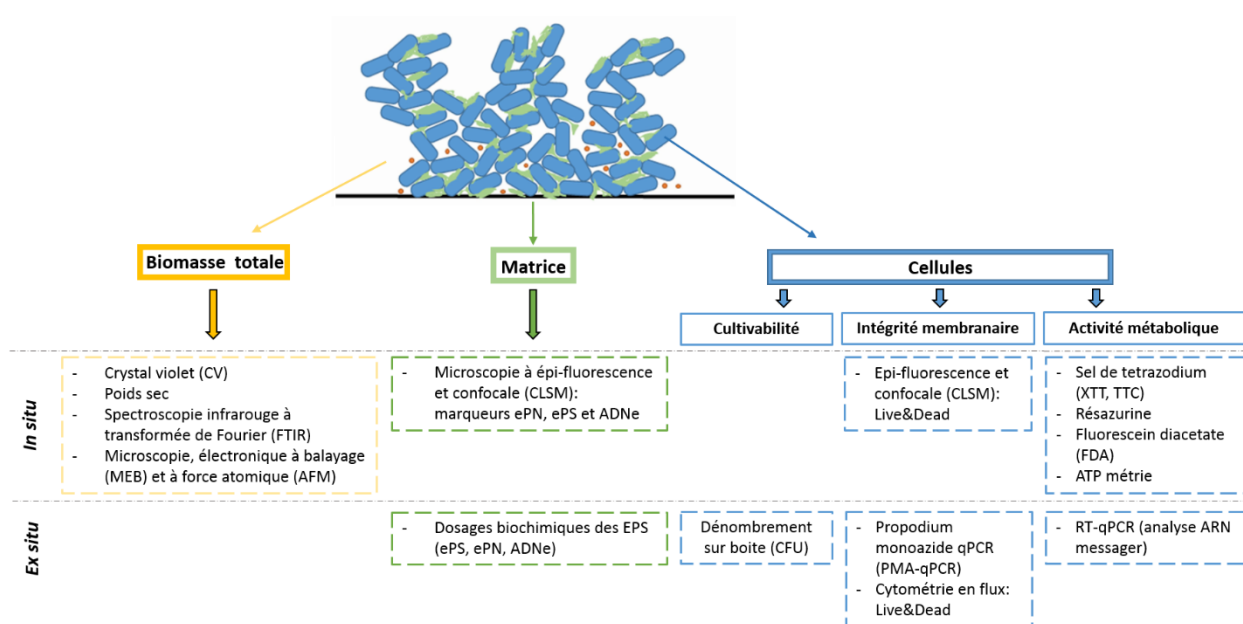 Biomasse totale
Matrice
Cellules
Cultivabilité
Intégrité membranaire
Activité métabolique
In situ
- Crystal violet (CV)
- Poids sec
- Spectroscopie infrarouge à
transformée de Fourier (FTIR)
- Microscopie, électronique à balayage
(MEB) et à force atomique (AFM)
- Microscopie à épi-fluorescence
et confocale (CLSM):
marqueurs ePN, ePS et ADNe
- Epi-fluorescence et
confocale (CLSM):
Live&Dead
- Sel de tetrazodium
(XTT, TTC)
- Résazurine
- Fluorescein diacetate
(FDA)
- ATP métrie
Ex situ
- Dosages biochimiques des EPS
(ePS, ePN, ADNe)
Dénombrement
sur boite (CFU)
- Propodium
monoazide qPCR
(PMA-qPCR)
- Cytométrie en flux:
Live&Dead
- RT-qPCR (analyse ARN
messager)